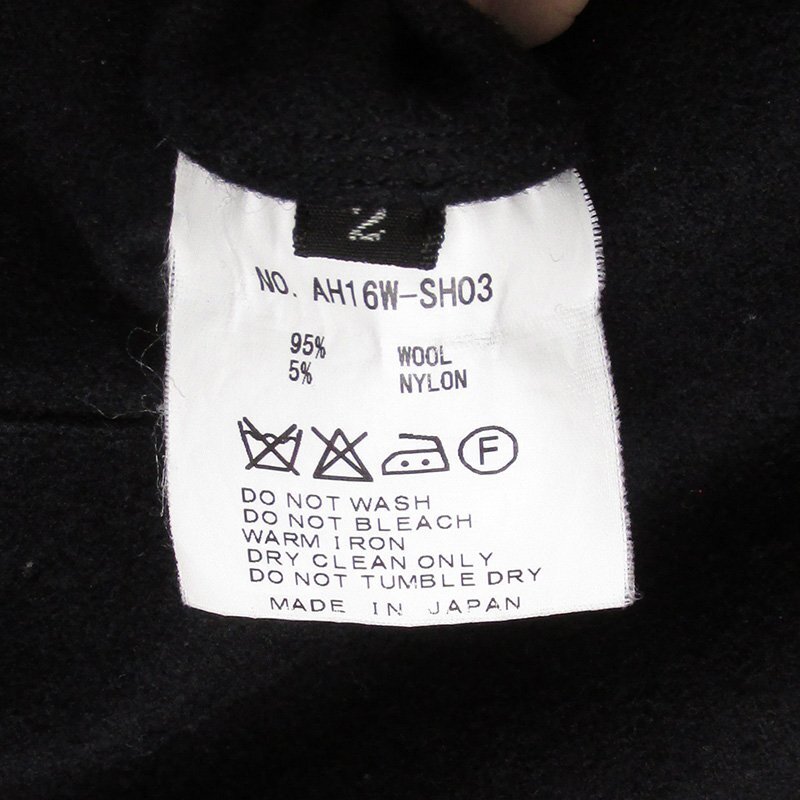 2
NO. AH16W-SH03
95% WOOL
5% NYLON
F
DO NOT WASH
DO NOT BLEACH
WARM IRON
DRY CLEAN ONLY
DO NOT TUMBLE DRY
MADE IN JAPAN